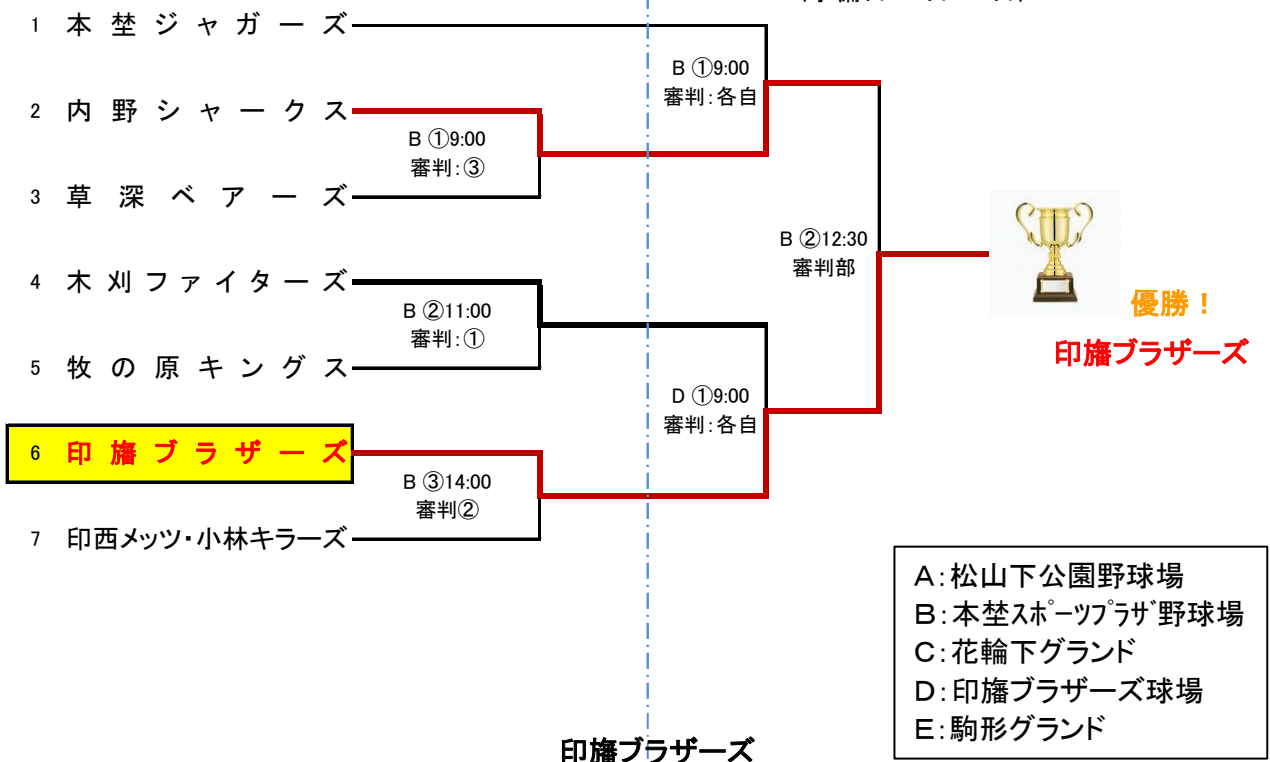 1 本埜ジャガーズ
B ①9:00
審判:各自
2 内野シャークス
B ①9:00
審判:③
3 草深ベアーズ
B ②12:30
審判部
4 木刈ファイターズ
B ②11:00
審判:①
優勝!
印旛ブラザーズ
5 牧の原キングス
D ①9:00
審判:各自
6 印旛ブラザーズ
B ③14:00
審判②
7 印西メッツ・小林キラーズ
A:松山下公園野球場
B:本埜スポーツプラザ野球場
C:花輪下グランド
D:印旛ブラザーズ球場
E:駒形グランド
印旛ブラザーズ